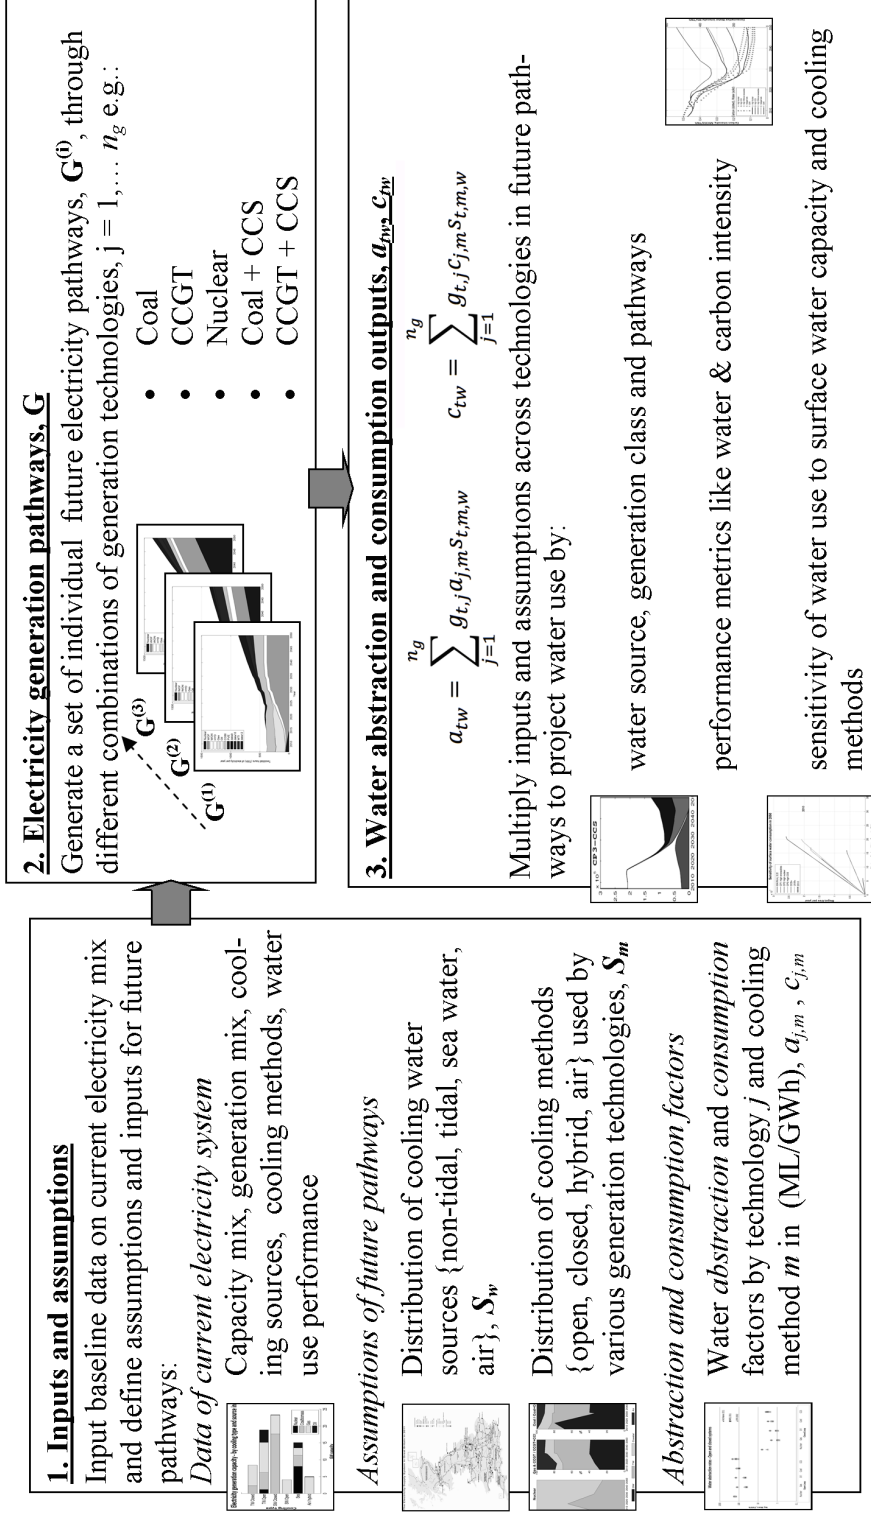 1. Inputs and assumptions
Input baseline data on current electricity mix
and define assumptions and inputs for future
pathways:
Data of current electricity system
Capacity mix, generation mix, cool-
ing sources, cooling methods, water
use performance
Assumptions of future pathways
Distribution of cooling water
sources {non-tidal, tidal, sea water,
air}, Sw
Distribution of cooling methods
{open, closed, hybrid, air} used by
various generation technologies, Sm
Abstraction and consumption factors
Water abstraction and consumption
factors by technology j and cooling
method m in (ML/GWh), aj,m , cj,m
2. Electricity generation pathways, G
Generate a set of individual future electricity pathways, G(i), through
different combinations of generation technologies, j = 1,… ng e.g.:
G(1)
G(2)
G(3)
• Coal
• CCGT
• Nuclear
• Coal + CCS
• CCGT + CCS
3. Water abstraction and consumption outputs, atw, ctw
atw = ∑ng j=1 gt,j aj,m st,m,w ctw = ∑ng j=1 gt,j cj,m st,m,w
Multiply inputs and assumptions across technologies in future path-
ways to project water use by:
CP3-CCS
water source, generation class and pathways
performance metrics like water & carbon intensity
sensitivity of water use to surface water capacity and cooling
methods